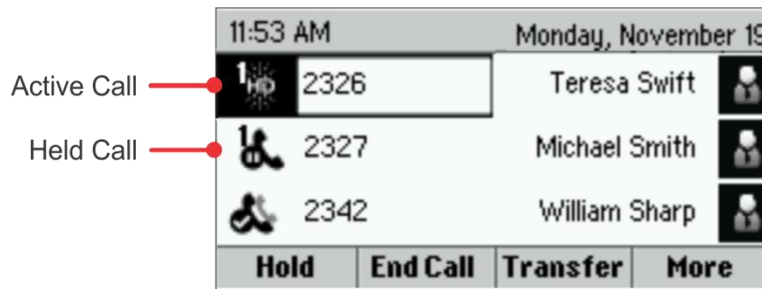 11:53 AM Monday, November 19
Active Call 1 HD 2326 Teresa Swift
Held Call 1 2327 Michael Smith
2342 William Sharp
Hold End Call Transfer More